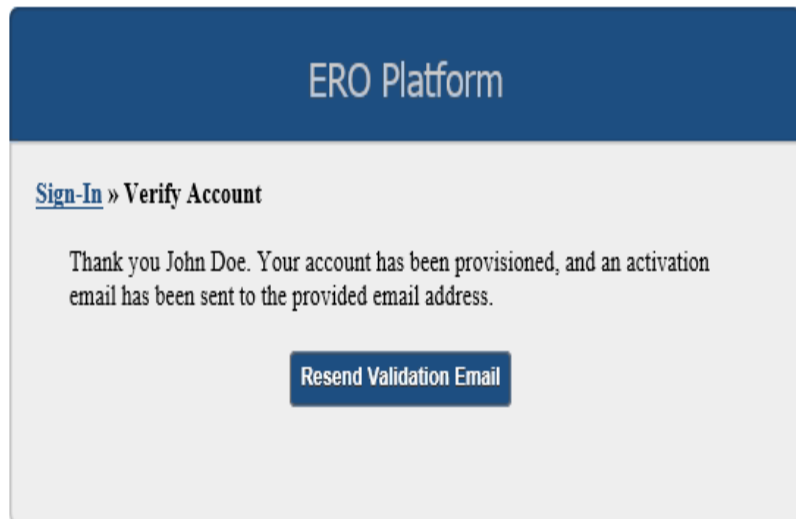 ERO Platform
Sign-In » Verify Account
Thank you John Doe. Your account has been provisioned, and an activation
email has been sent to the provided email address.
Resend Validation Email